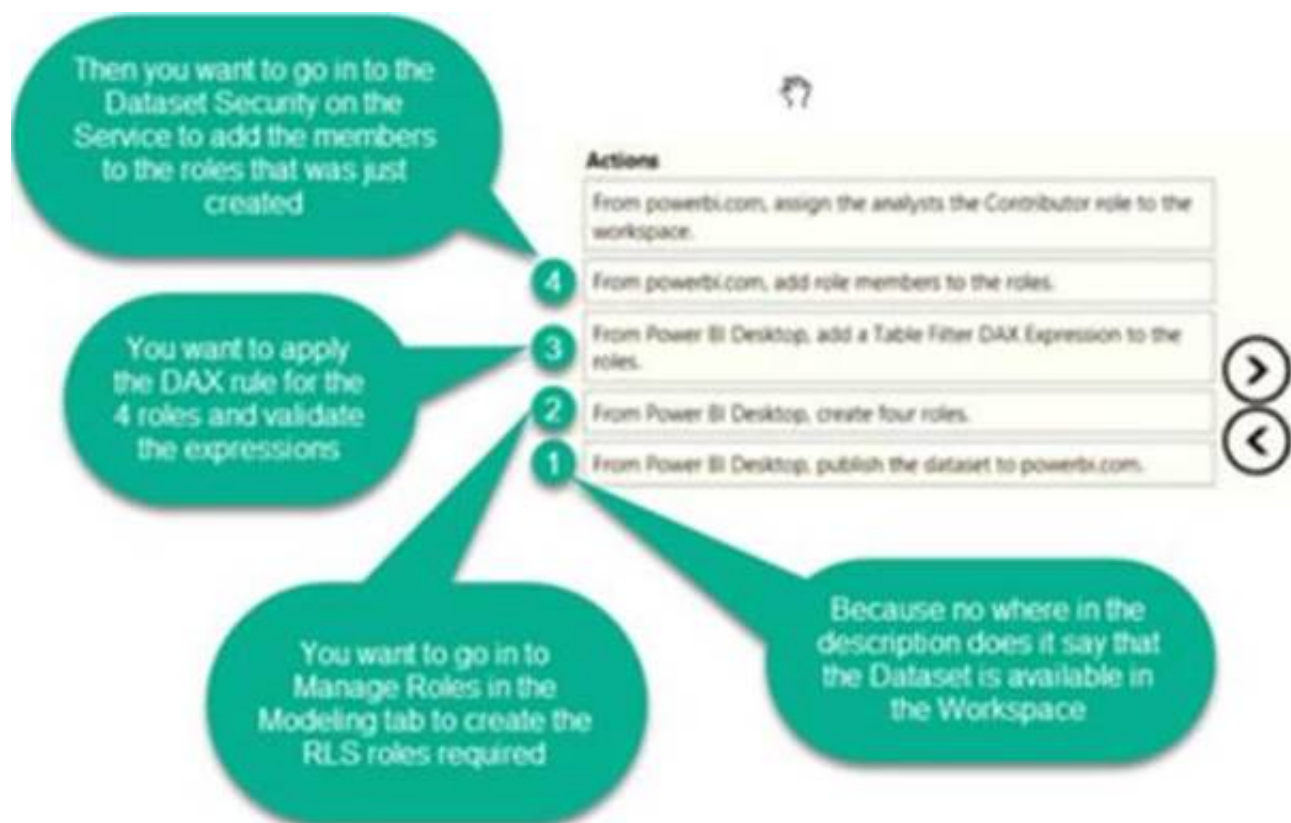 Then you want to go in to the
Dataset Security on the
Service to add the members
to the roles that was just
created
Actions
From powerbi.com, assign the analysts the Contributor role to the
workspace.
4
From powerbi.com, add role members to the roles.
You want to apply
the DAX rule for the
4 roles and validate
the expressions
3
From Power BI Desktop, add a Table Filter DAX Expression to the
roles.
2
From Power BI Desktop, create four roles.
1
From Power BI Desktop, publish the dataset to powerbi.com.
You want to go in to
Manage Roles in the
Modeling tab to create the
RLS roles required
Because no where in the
description does it say that
the Dataset is available in
the Workspace